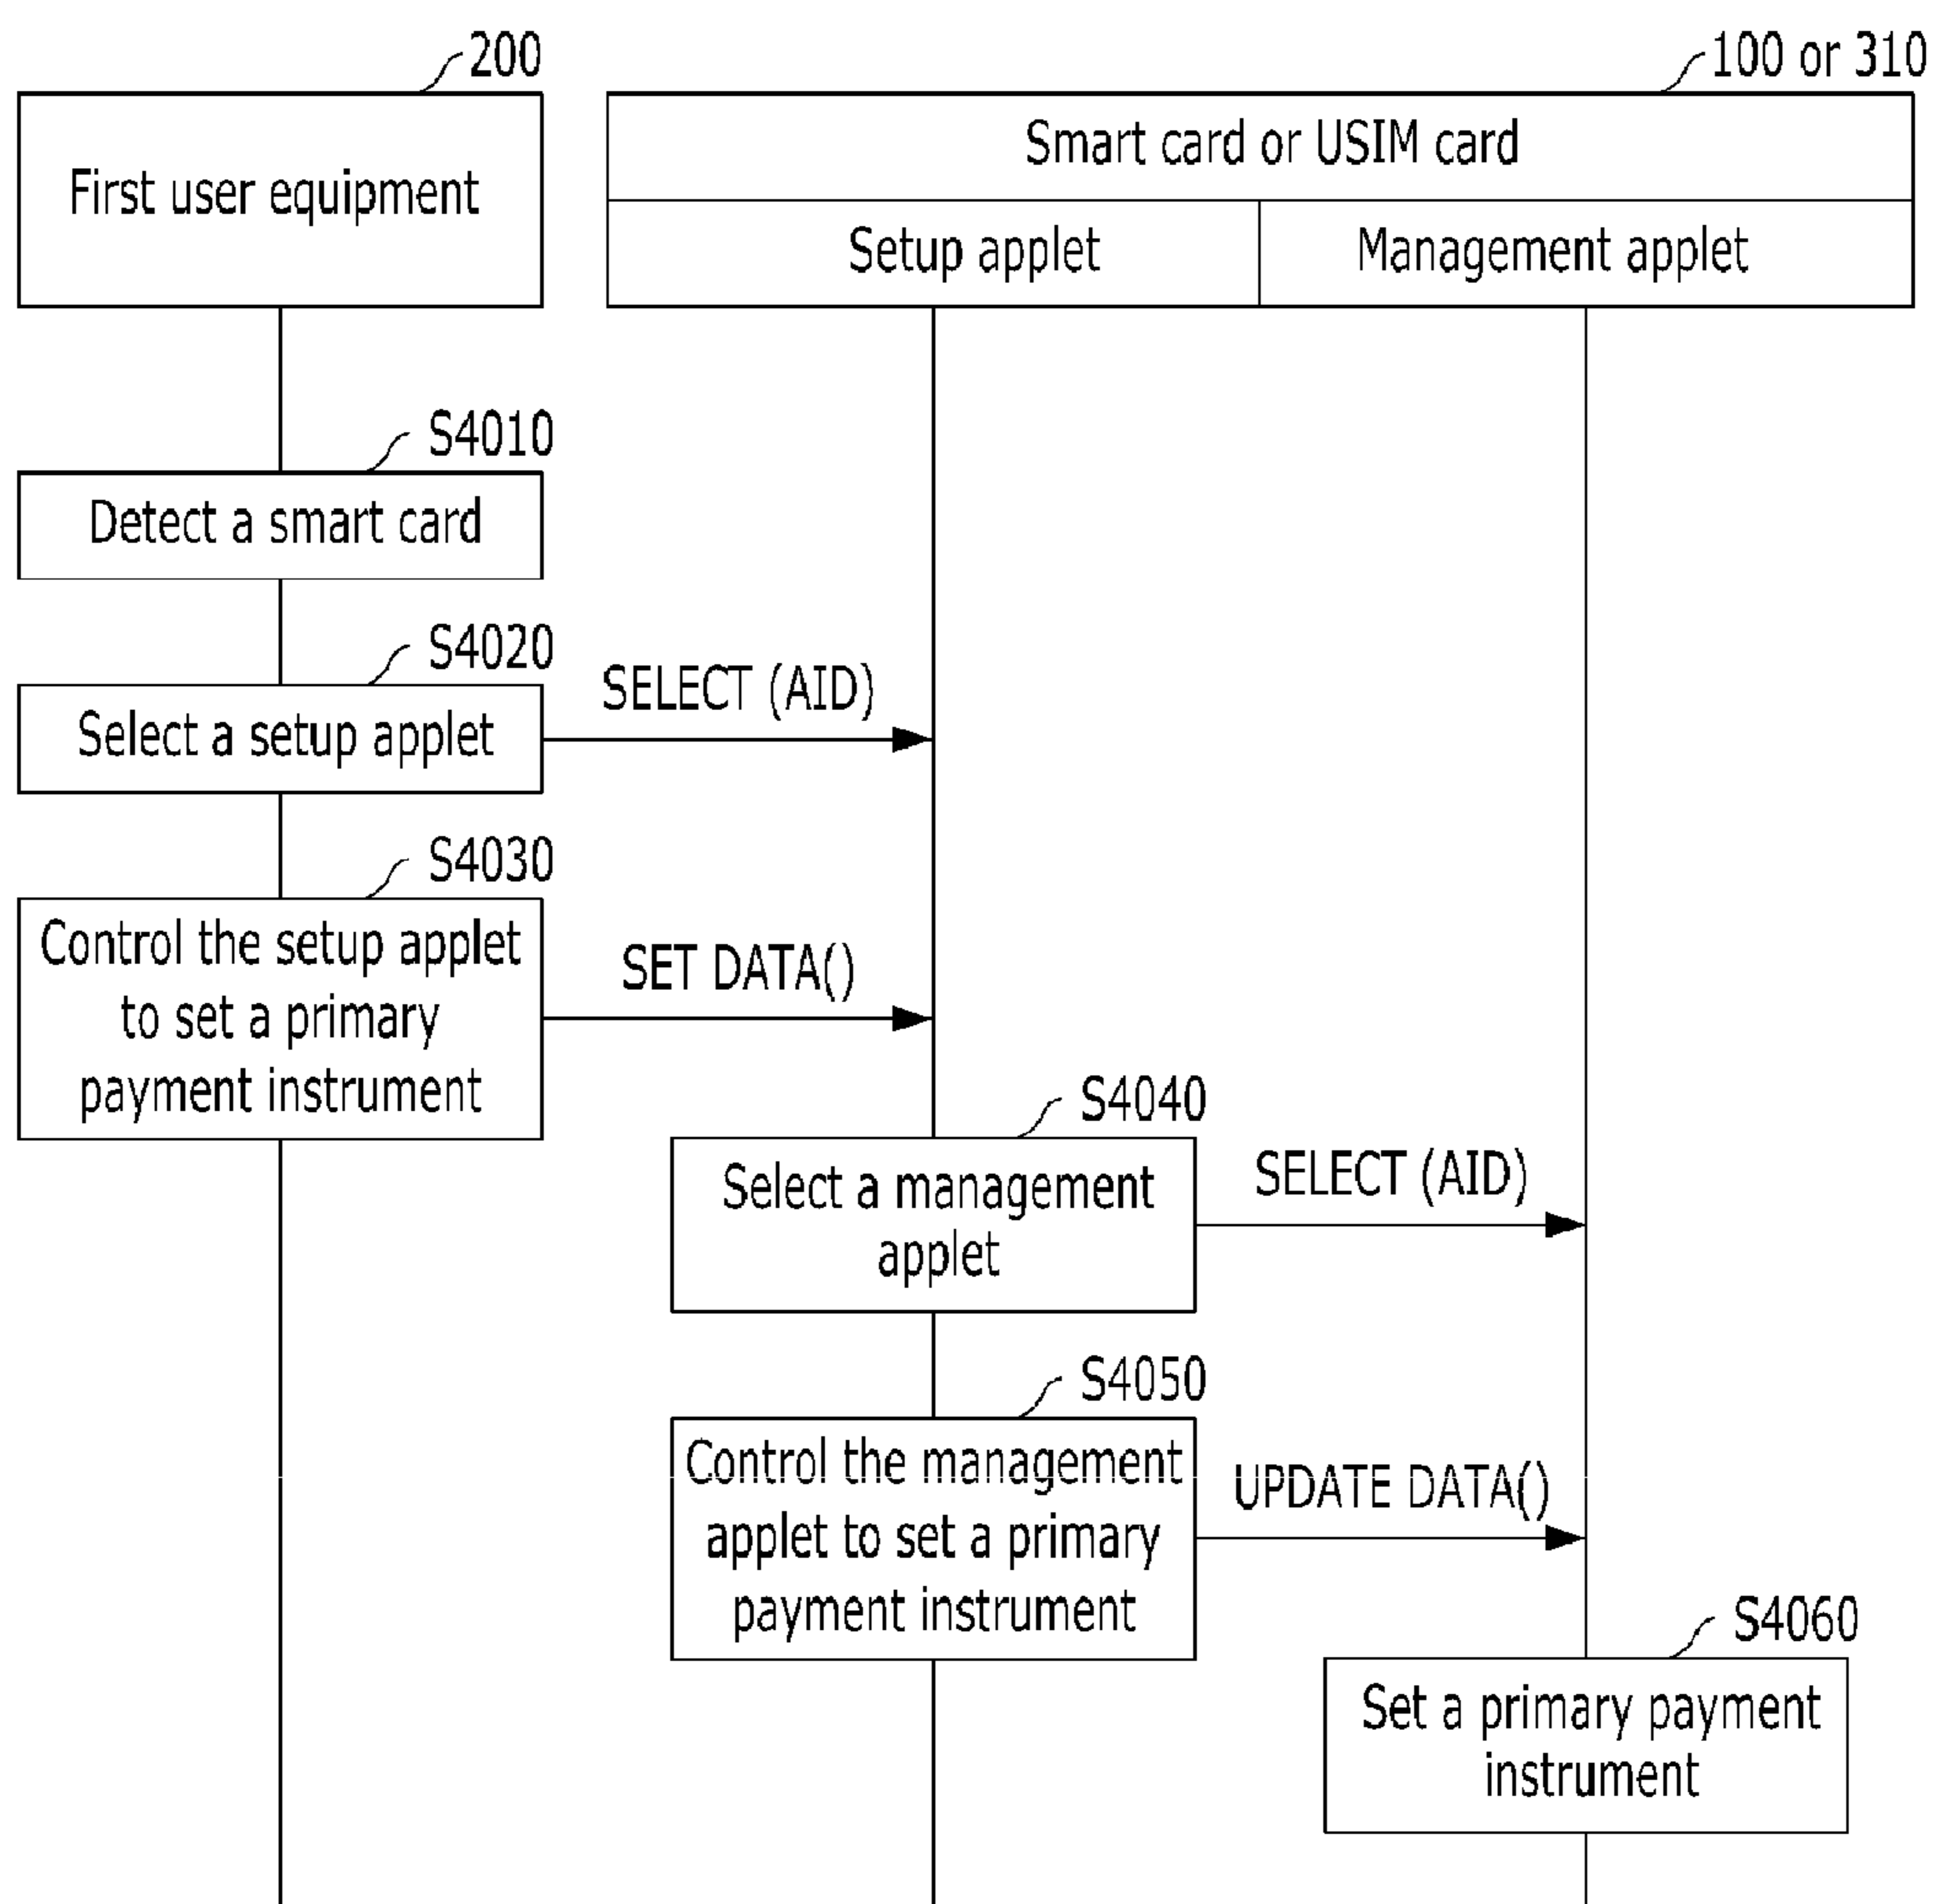 200
100 or 310
First user equipment
Smart card or USIM card
Setup applet
Management applet
S4010
Detect a smart card
S4020
Select a setup applet
SELECT (AID)
S4030
Control the setup applet
to set a primary
payment instrument
SET DATA()
S4040
Select a management
applet
SELECT (AID)
S4050
Control the management
applet to set a primary
payment instrument
UPDATE DATA()
S4060
Set a primary payment
instrument